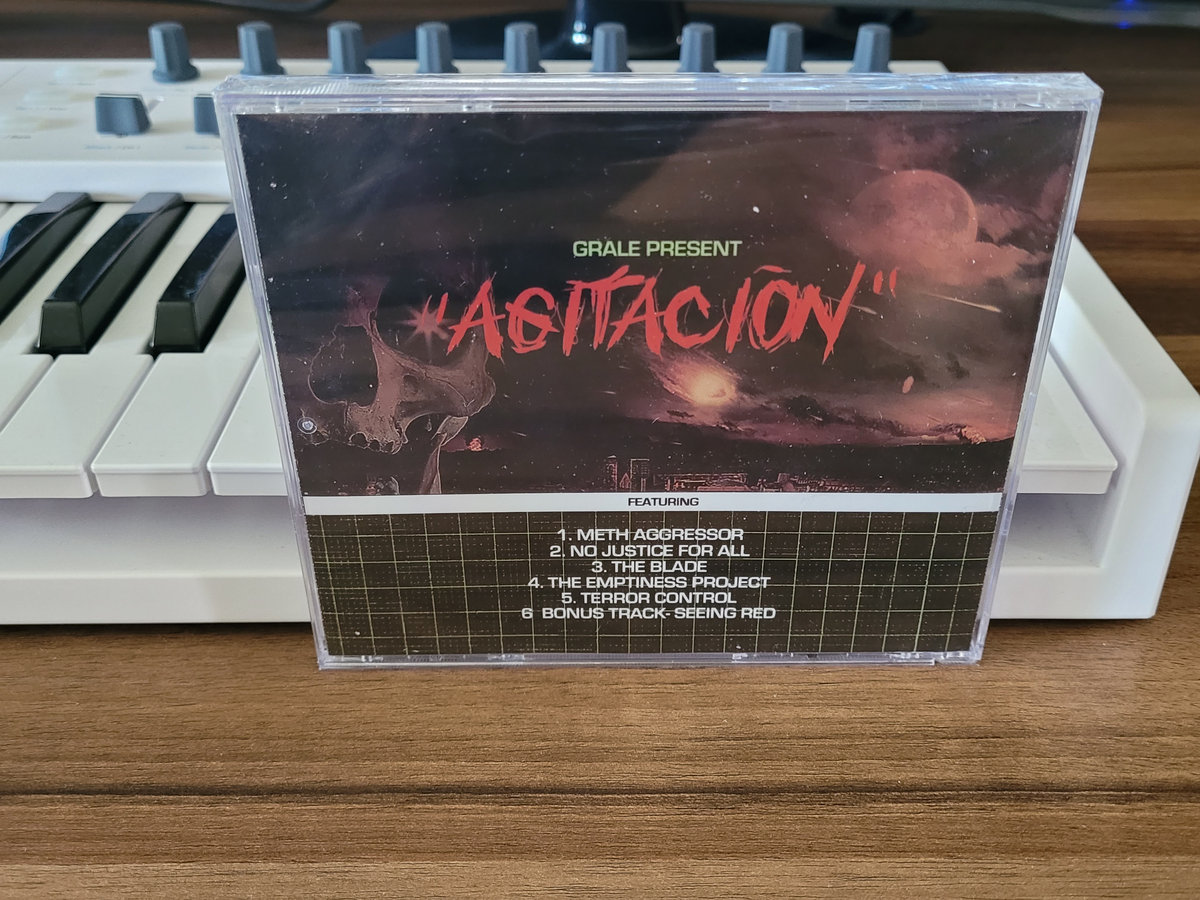 GRALE PRESENT
"AGITACIÓN"
FEATURING
1. METH AGGRESSOR
2. NO JUSTICE FOR ALL
3. THE BLADE
4. THE EMPTINESS PROJECT
5. TERROR CONTROL
6 BONUS TRACK- SEEING RED